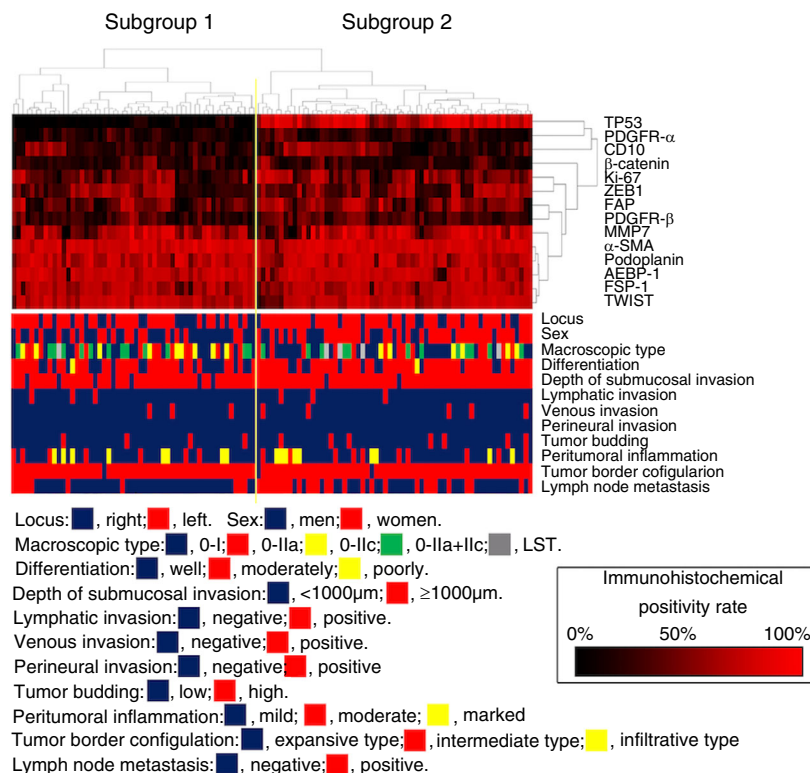 Subgroup 1 Subgroup 2
TP53
PDGFR-α
CD10
β-catenin
Ki-67
ZEB1
FAP
PDGFR-β
MMP7
α-SMA
Podoplanin
AEBP-1
FSP-1
TWIST
Locus
Sex
Macroscopic type
Differentiation
Depth of submucosal invasion
Lymphatic invasion
Venous invasion
Perineural invasion
Tumor budding
Peritumoral inflammation
Tumor border cofigularion
Lymph node metastasis
Locus: , right; , left. Sex: , men; , women.
Macroscopic type: , 0-I; , 0-IIa; , 0-IIc; , 0-IIa+IIc, , LST.
Differentiation: , well; , moderately; , poorly.
Depth of submucosal invasion: , <1000μm; , ≥1000μm.
Lymphatic invasion: , negative; , positive.
Venous invasion: , negative; , positive.
Perineural invasion: , negative; , positive
Tumor budding: , low; , high.
Peritumoral inflammation: , mild; , moderate; , marked
Tumor border configulation: , expansive type; , intermediate type; , infiltrative type
Lymph node metastasis: , negative; , positive.
Immunohistochemical
positivity rate
0% 50% 100%